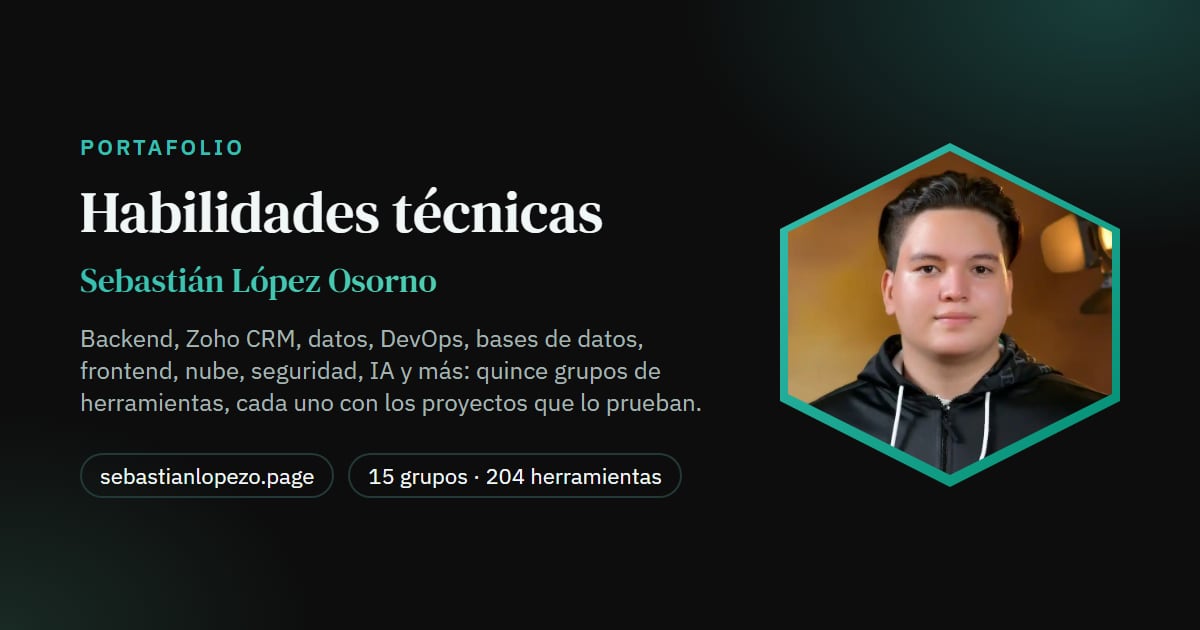 PORTAFOLIO
Habilidades técnicas
Sebastián López Osorno
Backend, Zoho CRM, datos, DevOps, bases de datos,
frontend, nube, seguridad, IA y más: quince grupos de
herramientas, cada uno con los proyectos que lo prueban.
sebastianlopezo.page
15 grupos · 204 herramientas